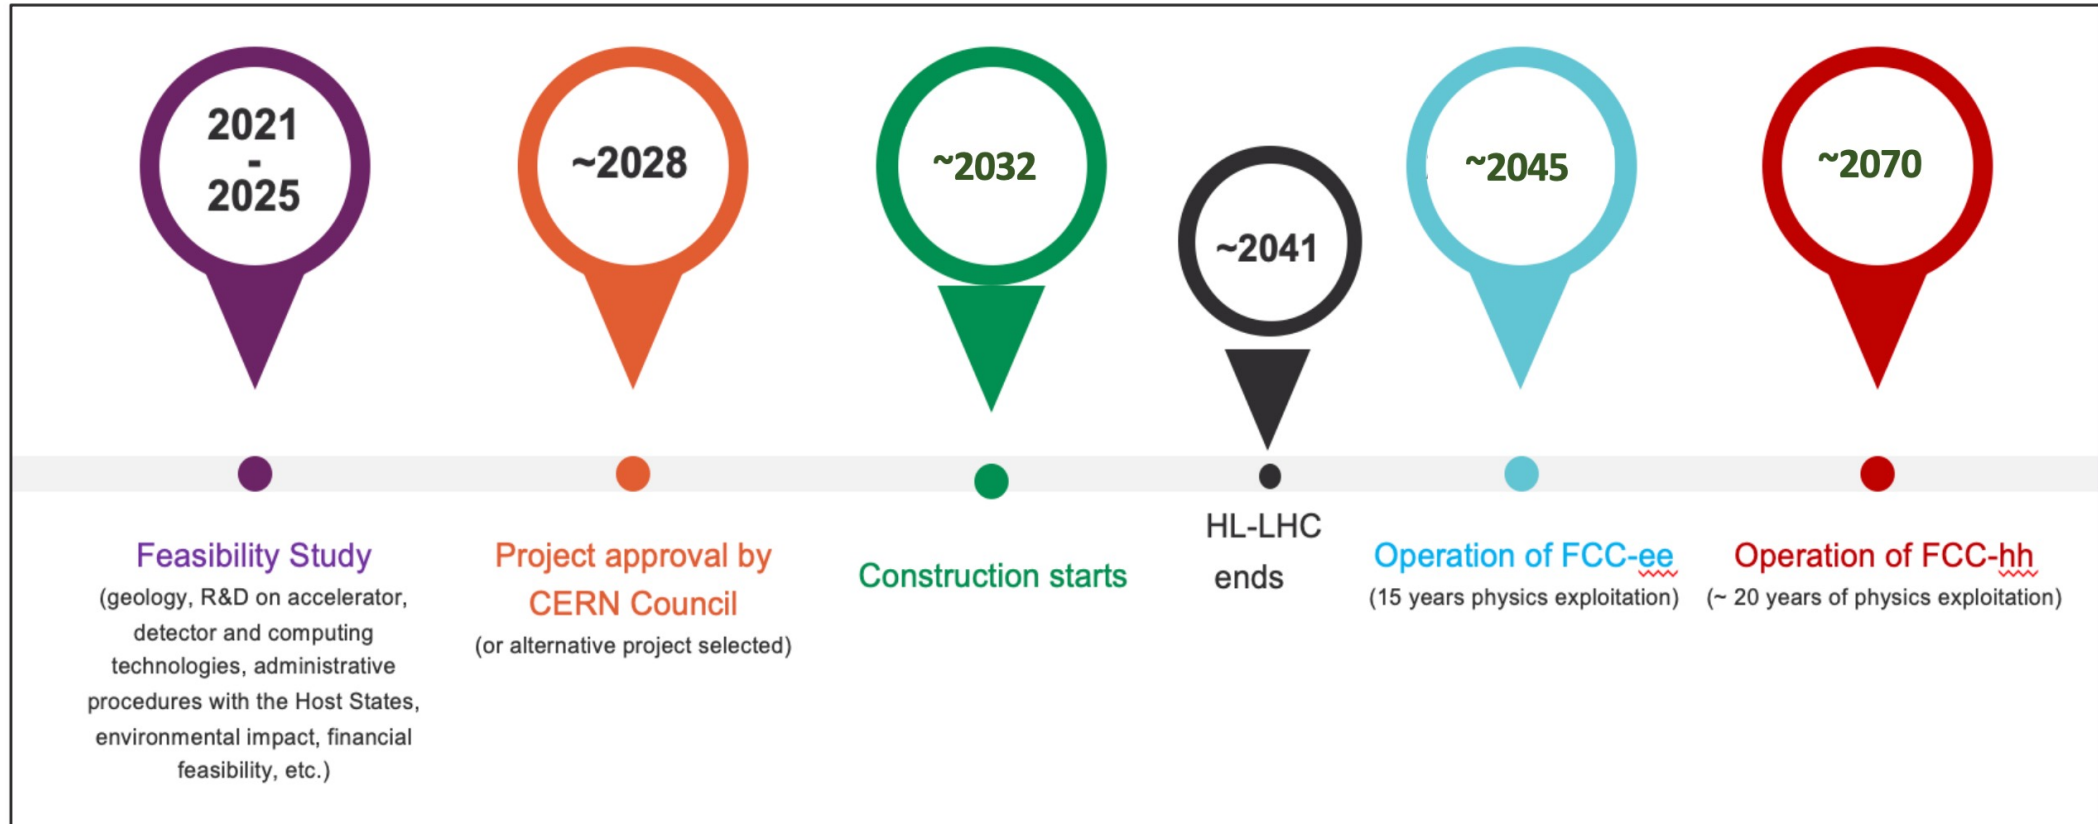 2021
-
2025
~2028
~2032
~2041
~2045
~2070
Feasibility Study
(geology, R&D on accelerator,
detector and computing
technologies, administrative
procedures with the Host States,
environmental impact, financial
feasibility, etc.)
Project approval by
CERN Council
(or alternative project selected)
Construction starts
HL-LHC
ends
Operation of FCC-ee
(15 years physics exploitation)
Operation of FCC-hh
(~ 20 years of physics exploitation)